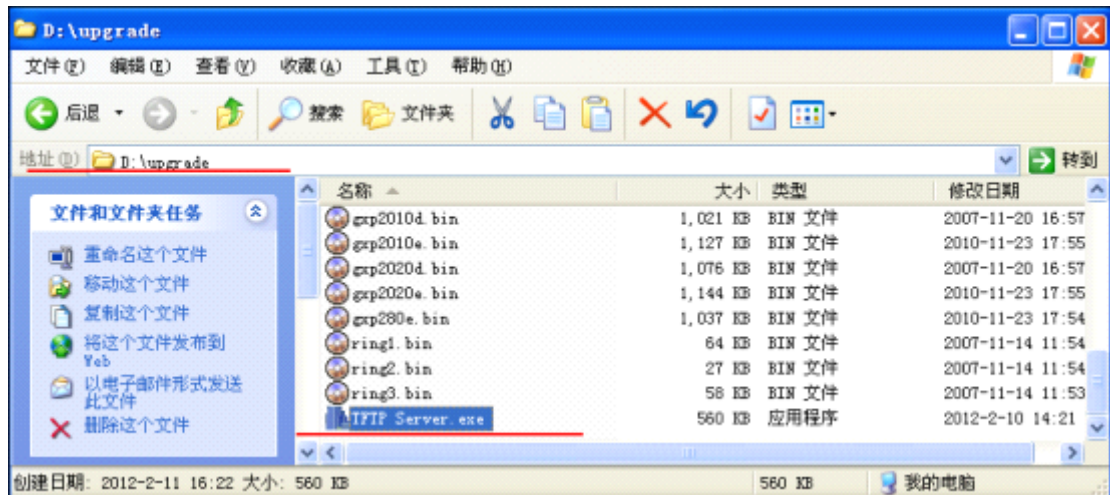 D:\upgrade
文件(F) 编辑(E) 查看(V) 收藏(A) 工具(T) 帮助(H)
后退 搜索 文件夹
地址(D) D:\upgrade 转到
名称 大小 类型 修改日期
文件和文件夹任务
重命名这个文件
移动这个文件
复制这个文件
将这个文件发布到
Web
以电子邮件形式发送
此文件
删除这个文件
gxp2010d.bin 1,021 KB BIN 文件 2007-11-20 16:57
gxp2010e.bin 1,127 KB BIN 文件 2010-11-23 17:55
gxp2020d.bin 1,076 KB BIN 文件 2007-11-20 16:57
gxp2020e.bin 1,144 KB BIN 文件 2010-11-23 17:55
gxp280e.bin 1,037 KB BIN 文件 2010-11-23 17:54
ring1.bin 64 KB BIN 文件 2007-11-14 11:54
ring2.bin 27 KB BIN 文件 2007-11-14 11:54
ring3.bin 58 KB BIN 文件 2007-11-14 11:53
TFTP Server.exe 560 KB 应用程序 2012-2-10 14:21
创建日期: 2012-2-11 16:22 大小: 560 KB 560 KB 我的电脑